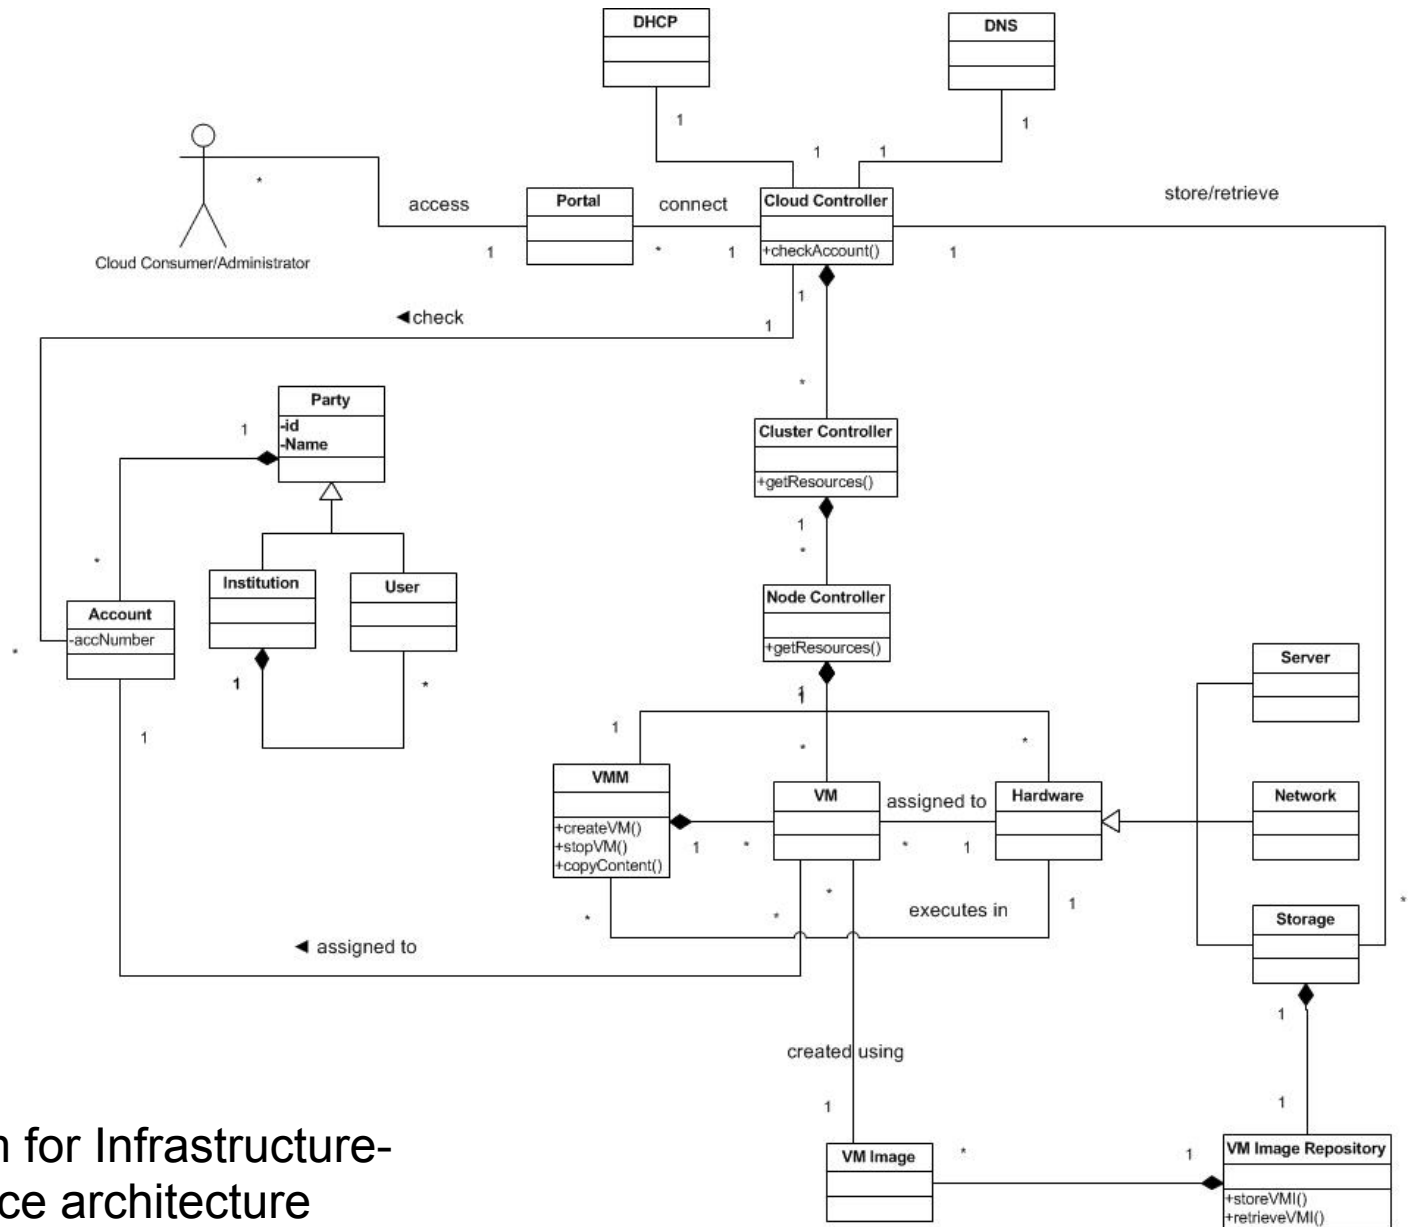 DHCP
DNS
1
1
1
1
*
access
Portal
connect
Cloud Controller
store/retrieve
1
*
1
+checkAccount()
1
Cloud Consumer/Administrator
1
◄check
1
*
Party
-id
-Name
1
Cluster Controller
+getResources()
1
*
*
Institution
User
Account
-accNumber
*
Node Controller
+getResources()
1
*
1
1
1
1
*
*
Server
VMM
+createVM()
+stopVM()
+copyContent()
VM
assigned to
Hardware
Network
1
*
*
1
*
*
*
executes in
1
*
Storage
◄ assigned to
1
created using
1
1
n for Infrastructure-
ce architecture
VM Image
*
1
VM Image Repository
+storeVMI()
+retrieveVMI()